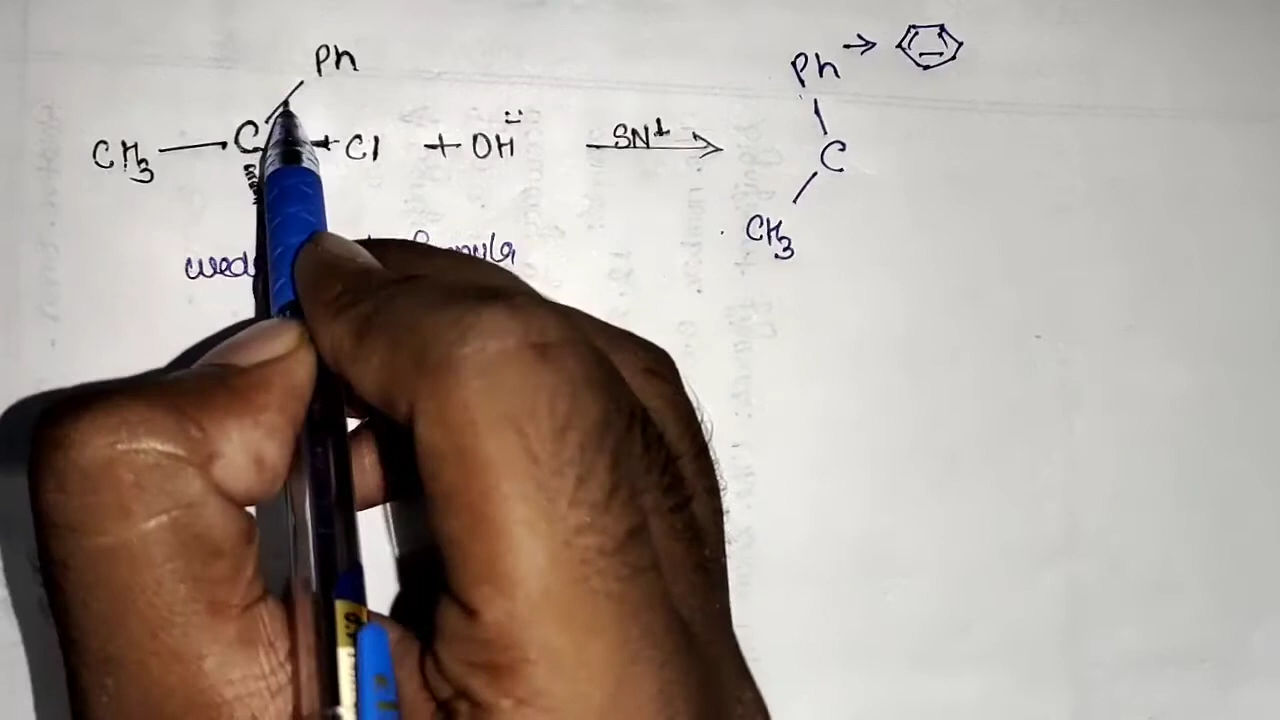 Ph
CH3 — C — Cl + OH SN1 →
Ph →
C
CH3